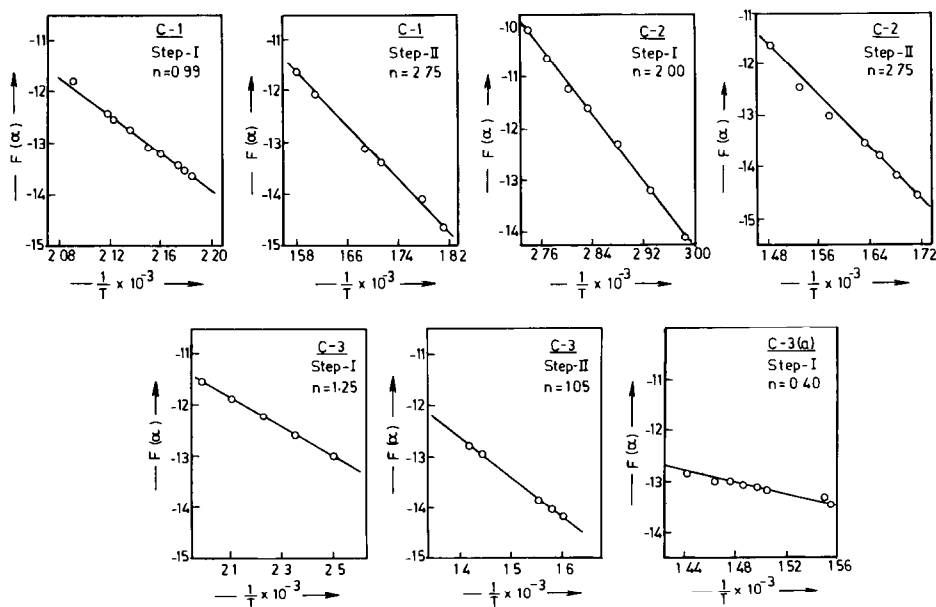 C-1
Step-I
n=0.99
-11
-12
-13
-14
-15
F(α)
2.08 2.12 2.16 2.20
1/T × 10⁻³
C-1
Step-II
n=2.75
-11
-12
-13
-14
-15
F(α)
1.58 1.66 1.74 1.82
1/T × 10⁻³
C-2
Step-I
n=2.00
-10
-11
-12
-13
-14
F(α)
2.76 2.84 2.92 3.00
1/T × 10⁻³
C-2
Step-II
n=2.75
-11
-12
-13
-14
-15
F(α)
1.48 1.56 1.64 1.72
1/T × 10⁻³
C-3
Step-I
n=1.25
-11
-12
-13
-14
-15
F(α)
2.1 2.3 2.5
1/T × 10⁻³
C-3
Step-II
n=1.05
-11
-12
-13
-14
-15
F(α)
1.4 1.5 1.6
1/T × 10⁻³
C-3(a)
Step-I
n=0.40
-11
-12
-13
-14
F(α)
1.44 1.48 1.52 1.56
1/T × 10⁻³